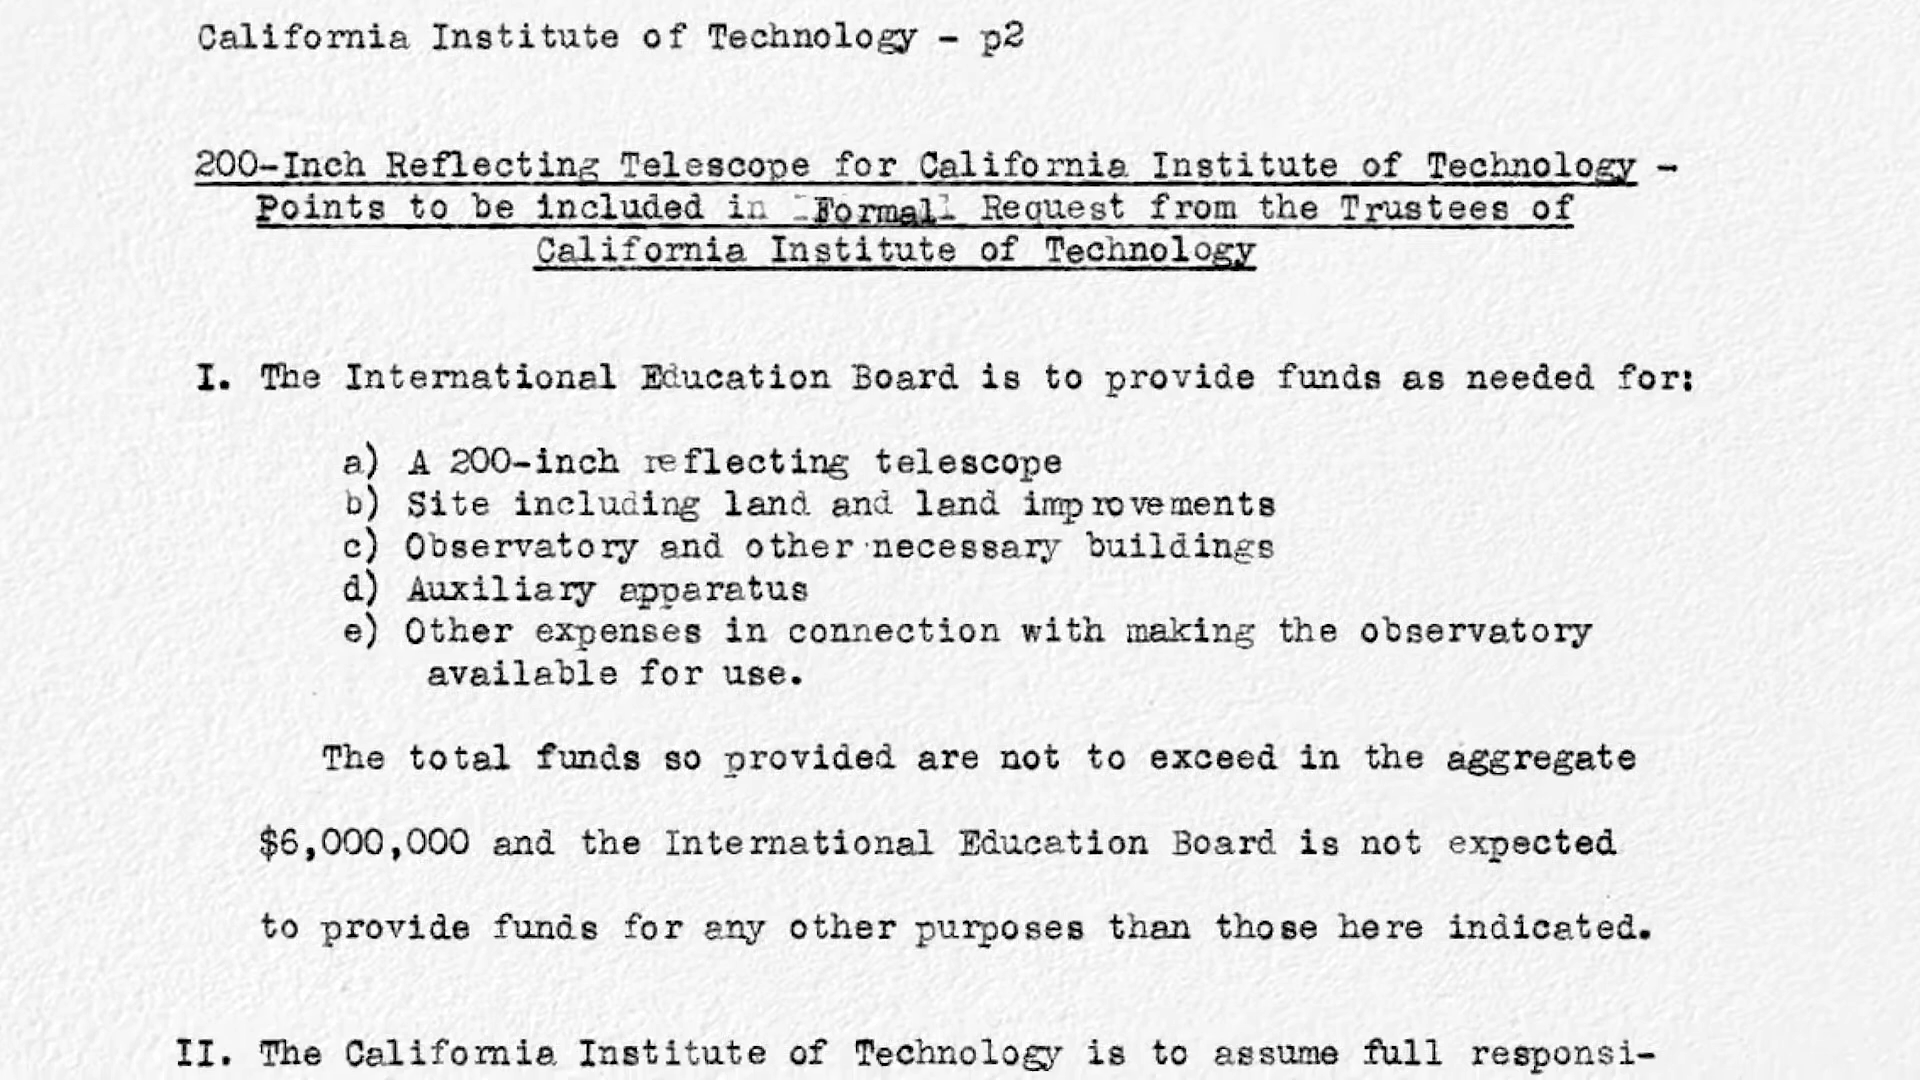 California Institute of Technology - p2
200-Inch Reflecting Telescope for California Institute of Technology -
Points to be included in Formal Request from the Trustees of
California Institute of Technology
I. The International Education Board is to provide funds as needed for:
a) A 200-inch reflecting telescope
b) Site including land and land improvements
c) Observatory and other necessary buildings
d) Auxiliary apparatus
e) Other expenses in connection with making the observatory
available for use.
The total funds so provided are not to exceed in the aggregate
$6,000,000 and the International Education Board is not expected
to provide funds for any other purposes than those here indicated.
II. The California Institute of Technology is to assume full responsi-